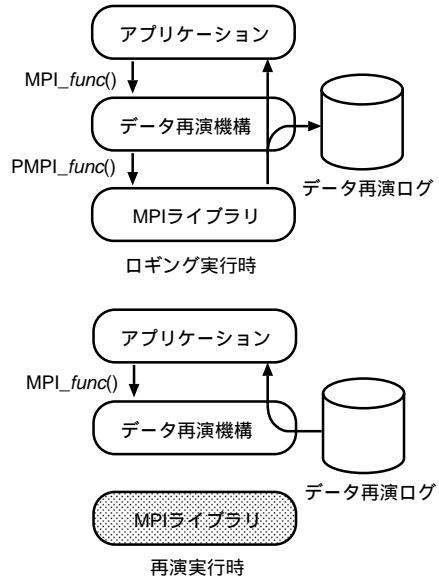 アプリケーション
MPI_func()
データ再演機構
PMPI_func()
データ再演ログ
MPIライブラリ
ロギング実行時
アプリケーション
MPI_func()
データ再演機構
データ再演ログ
MPIライブラリ
再演実行時